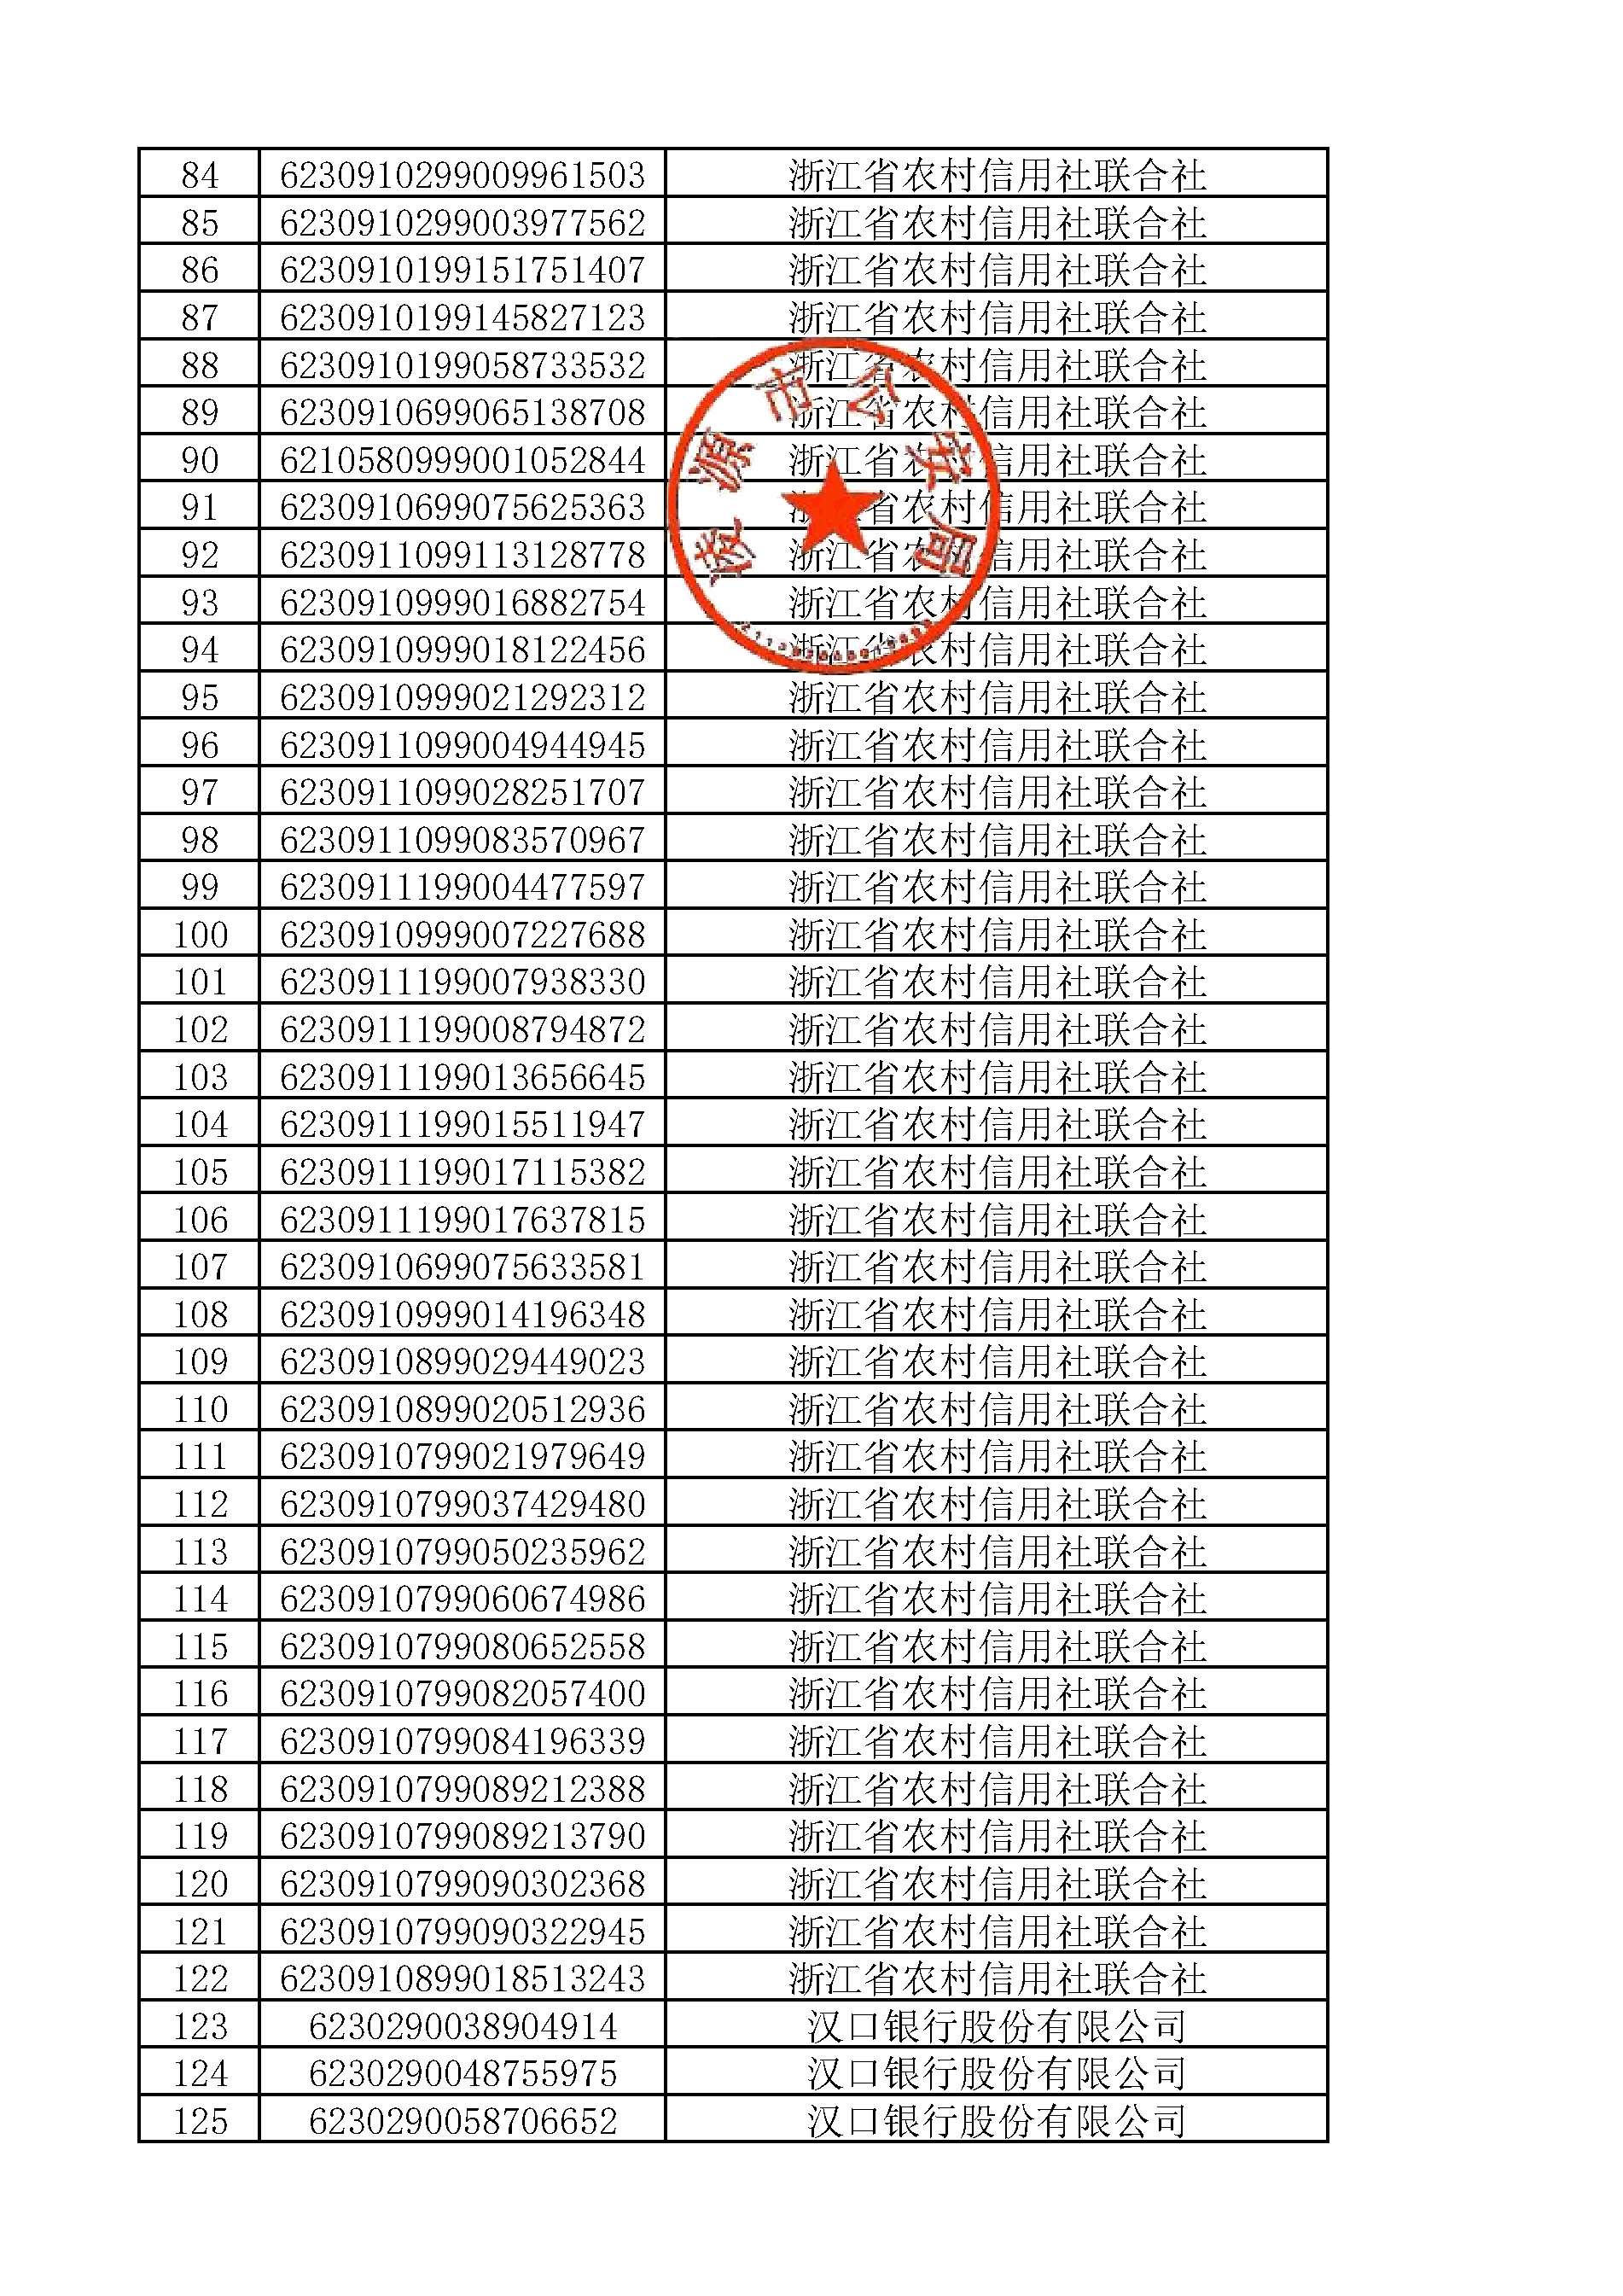 84 6230910299009961503 浙江省农村信用社联合社
85 6230910299003977562 浙江省农村信用社联合社
86 6230910199151751407 浙江省农村信用社联合社
87 6230910199145827123 浙江省农村信用社联合社
88 6230910199058733532 浙江省农村信用社联合社
89 6230910699065138708 浙江省农村信用社联合社
90 6210580999001052844 浙江省农村信用社联合社
91 6230910699075625363 浙江省农村信用社联合社
92 6230911099113128778 浙江省农村信用社联合社
93 6230910999016882754 浙江省农村信用社联合社
94 6230910999018122456 浙江省农村信用社联合社
凌源市公安局
95 6230910999021292312 浙江省农村信用社联合社
96 6230911099004944945 浙江省农村信用社联合社
97 6230911099028251707 浙江省农村信用社联合社
98 6230911099083570967 浙江省农村信用社联合社
99 6230911199004477597 浙江省农村信用社联合社
100 6230910999007227688 浙江省农村信用社联合社
101 6230911199007938330 浙江省农村信用社联合社
102 6230911199008794872 浙江省农村信用社联合社
103 6230911199013656645 浙江省农村信用社联合社
104 6230911199015511947 浙江省农村信用社联合社
105 6230911199017115382 浙江省农村信用社联合社
106 6230911199017637815 浙江省农村信用社联合社
107 6230910699075633581 浙江省农村信用社联合社
108 6230910999014196348 浙江省农村信用社联合社
109 6230910899029449023 浙江省农村信用社联合社
110 6230910899020512936 浙江省农村信用社联合社
111 6230910799021979649 浙江省农村信用社联合社
112 6230910799037429480 浙江省农村信用社联合社
113 6230910799050235962 浙江省农村信用社联合社
114 6230910799060674986 浙江省农村信用社联合社
115 6230910799080652558 浙江省农村信用社联合社
116 6230910799082057400 浙江省农村信用社联合社
117 6230910799084196339 浙江省农村信用社联合社
118 6230910799089212388 浙江省农村信用社联合社
119 6230910799089213790 浙江省农村信用社联合社
120 6230910799090302368 浙江省农村信用社联合社
121 6230910799090322945 浙江省农村信用社联合社
122 6230910899018513243 浙江省农村信用社联合社
123 6230290038904914 汉口银行股份有限公司
124 6230290048755975 汉口银行股份有限公司
125 6230290058706652 汉口银行股份有限公司